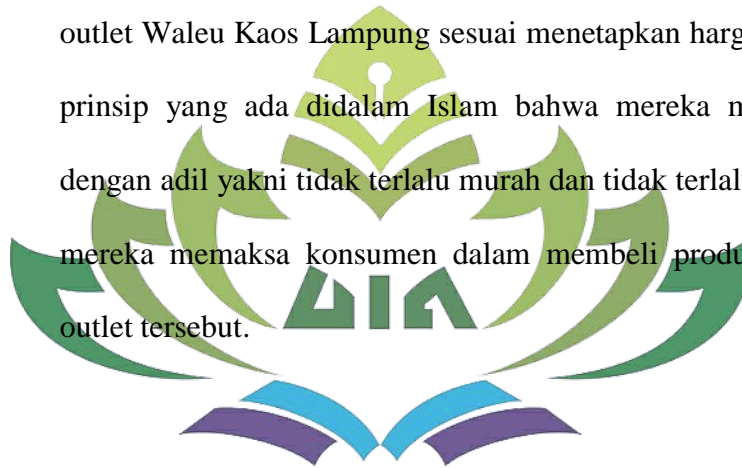 outlet Waleu Kaos Lampung sesuai menetapkan harg
prinsip yang ada didalam Islam bahwa mereka m
dengan adil yakni tidak terlalu murah dan tidak terlal
mereka memaksa konsumen dalam membeli produ
outlet tersebut.
UIN